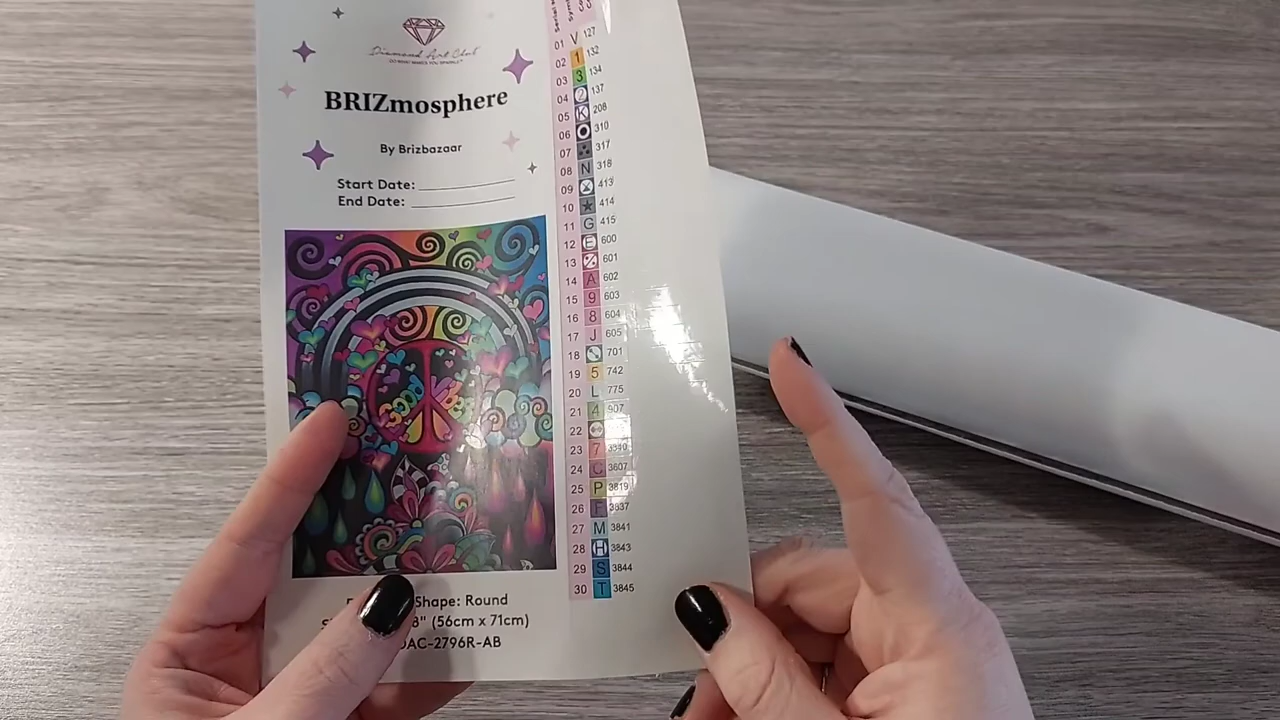 Diamond Art Club
BRIZmosphere
By Brizbazaar
Start Date:
End Date:
GOOD
Shape: Round
8" (56cm x 71cm)
DAC-2796R-AB
01 V 127
02 1 132
03 3 134
04 2 137
05 K 208
06 310
07 317
08 N 318
09 X 413
10 ★ 414
11 G 415
12 E 600
13 % 601
14 A 602
15 9 603
16 8 604
17 J 605
18 701
19 5 742
20 L 775
21 4 907
22
23 7 3340
24 C 3607
25 P 3819
26 F 3837
27 M 3841
28 H 3843
29 S 3844
30 T 3845